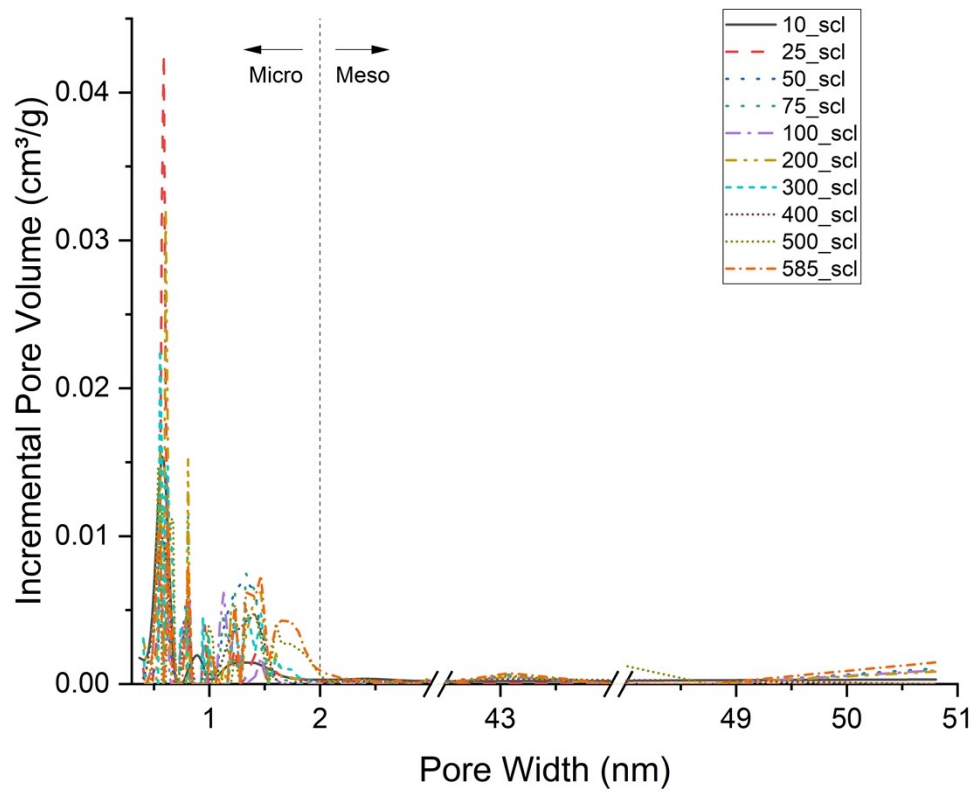 10_scl
25_scl
50_scl
75_scl
100_scl
200_scl
300_scl
400_scl
500_scl
585_scl
Micro Meso
Incremental Pore Volume (cm³/g)
0.04
0.03
0.02
0.01
0.00
1 2 43 49 50 51
Pore Width (nm)